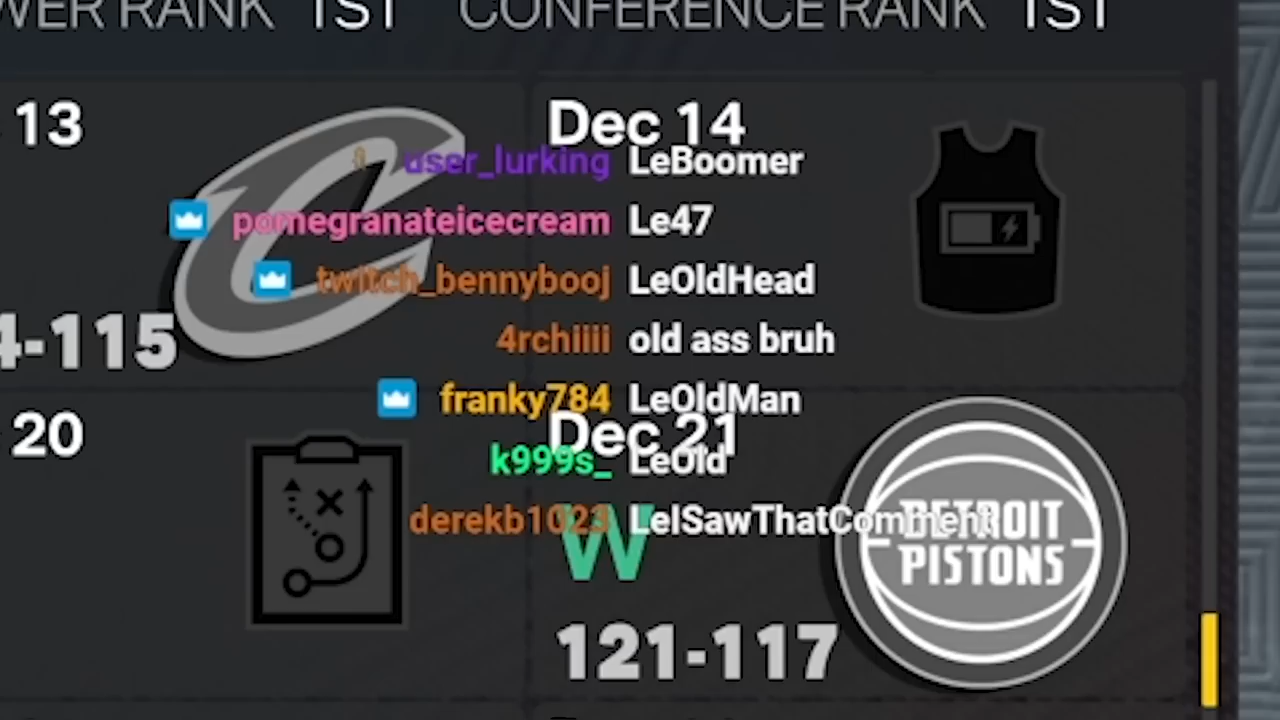 WER RANK 1ST CONFERENCE RANK 1ST
13
Dec 14
user_lurking LeBoomer
pomegranateicecream Le47
twitch_bennybooj LeOldHead
4-115
4rchiiii old ass bruh
franky784 LeOldMan
20
Dec 21
k999s_ LeOld
derekb1023 LeISawThatComment
W
DETROIT
PISTONS
121-117